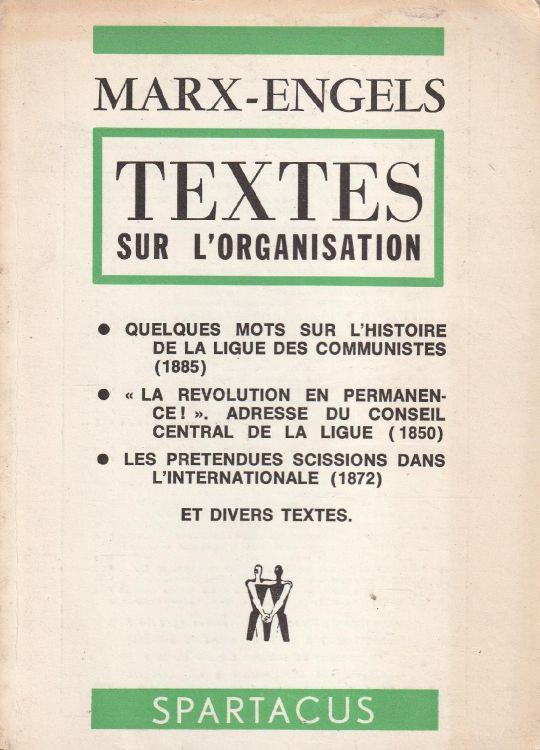 MARX-ENGELS
TEXTES
SUR L'ORGANISATION
● QUELQUES MOTS SUR L'HISTOIRE
DE LA LIGUE DES COMMUNISTES
(1885)
● « LA REVOLUTION EN PERMANEN-
CE ! ». ADRESSE DU CONSEIL
CENTRAL DE LA LIGUE (1850)
● LES PRETENDUES SCISSIONS DANS
L'INTERNATIONALE (1872)
ET DIVERS TEXTES.
SPARTACUS